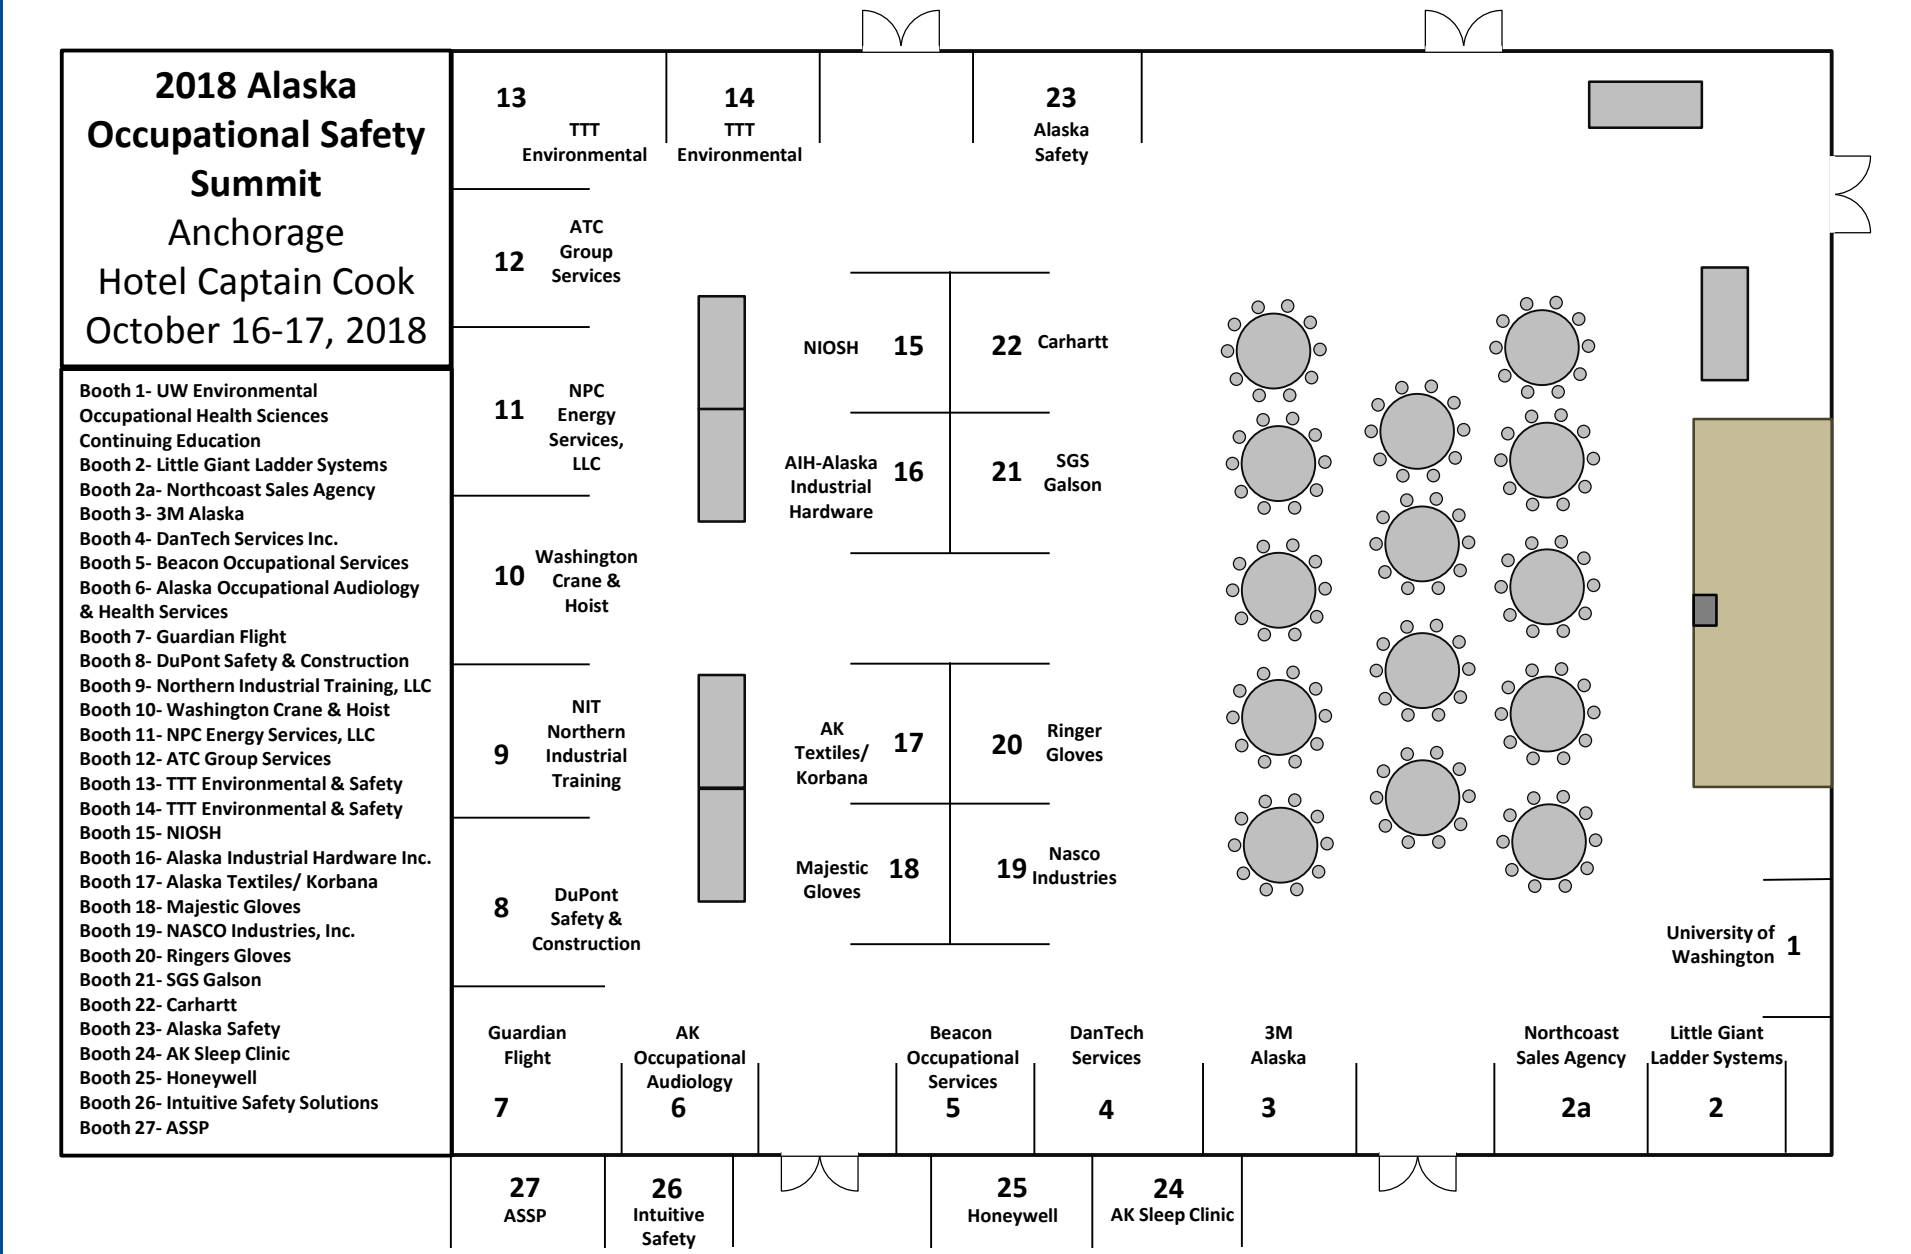 2018 Alaska
Occupational Safety
Summit
Anchorage
Hotel Captain Cook
October 16-17, 2018
Booth 1- UW Environmental
Occupational Health Sciences
Continuing Education
Booth 2- Little Giant Ladder Systems
Booth 2a- Northcoast Sales Agency
Booth 3- 3M Alaska
Booth 4- DanTech Services Inc.
Booth 5- Beacon Occupational Services
Booth 6- Alaska Occupational Audiology
& Health Services
Booth 7- Guardian Flight
Booth 8- DuPont Safety & Construction
Booth 9- Northern Industrial Training, LLC
Booth 10- Washington Crane & Hoist
Booth 11- NPC Energy Services, LLC
Booth 12- ATC Group Services
Booth 13- TTT Environmental & Safety
Booth 14- TTT Environmental & Safety
Booth 15- NIOSH
Booth 16- Alaska Industrial Hardware Inc.
Booth 17- Alaska Textiles/ Korbana
Booth 18- Majestic Gloves
Booth 19- NASCO Industries, Inc.
Booth 20- Ringers Gloves
Booth 21- SGS Galson
Booth 22- Carhartt
Booth 23- Alaska Safety
Booth 24- AK Sleep Clinic
Booth 25- Honeywell
Booth 26- Intuitive Safety Solutions
Booth 27- ASSP
13
TTT
Environmental
14
TTT
Environmental
23
Alaska
Safety
12
ATC
Group
Services
11
NPC
Energy
Services,
LLC
10
Washington
Crane &
Hoist
9
NIT
Northern
Industrial
Training
8
DuPont
Safety &
Construction
NIOSH
15
22
Carhartt
AIH-Alaska
Industrial
Hardware
16
21
SGS
Galson
AK
Textiles/
Korbana
17
20
Ringer
Gloves
Majestic
Gloves
18
19
Nasco
Industries
University of
Washington
1
Guardian
Flight
7
AK
Occupational
Audiology
6
Beacon
Occupational
Services
5
DanTech
Services
4
3M
Alaska
3
Northcoast
Sales Agency
2a
Little Giant
Ladder Systems
2
27
ASSP
26
Intuitive
Safety
25
Honeywell
24
AK Sleep Clinic